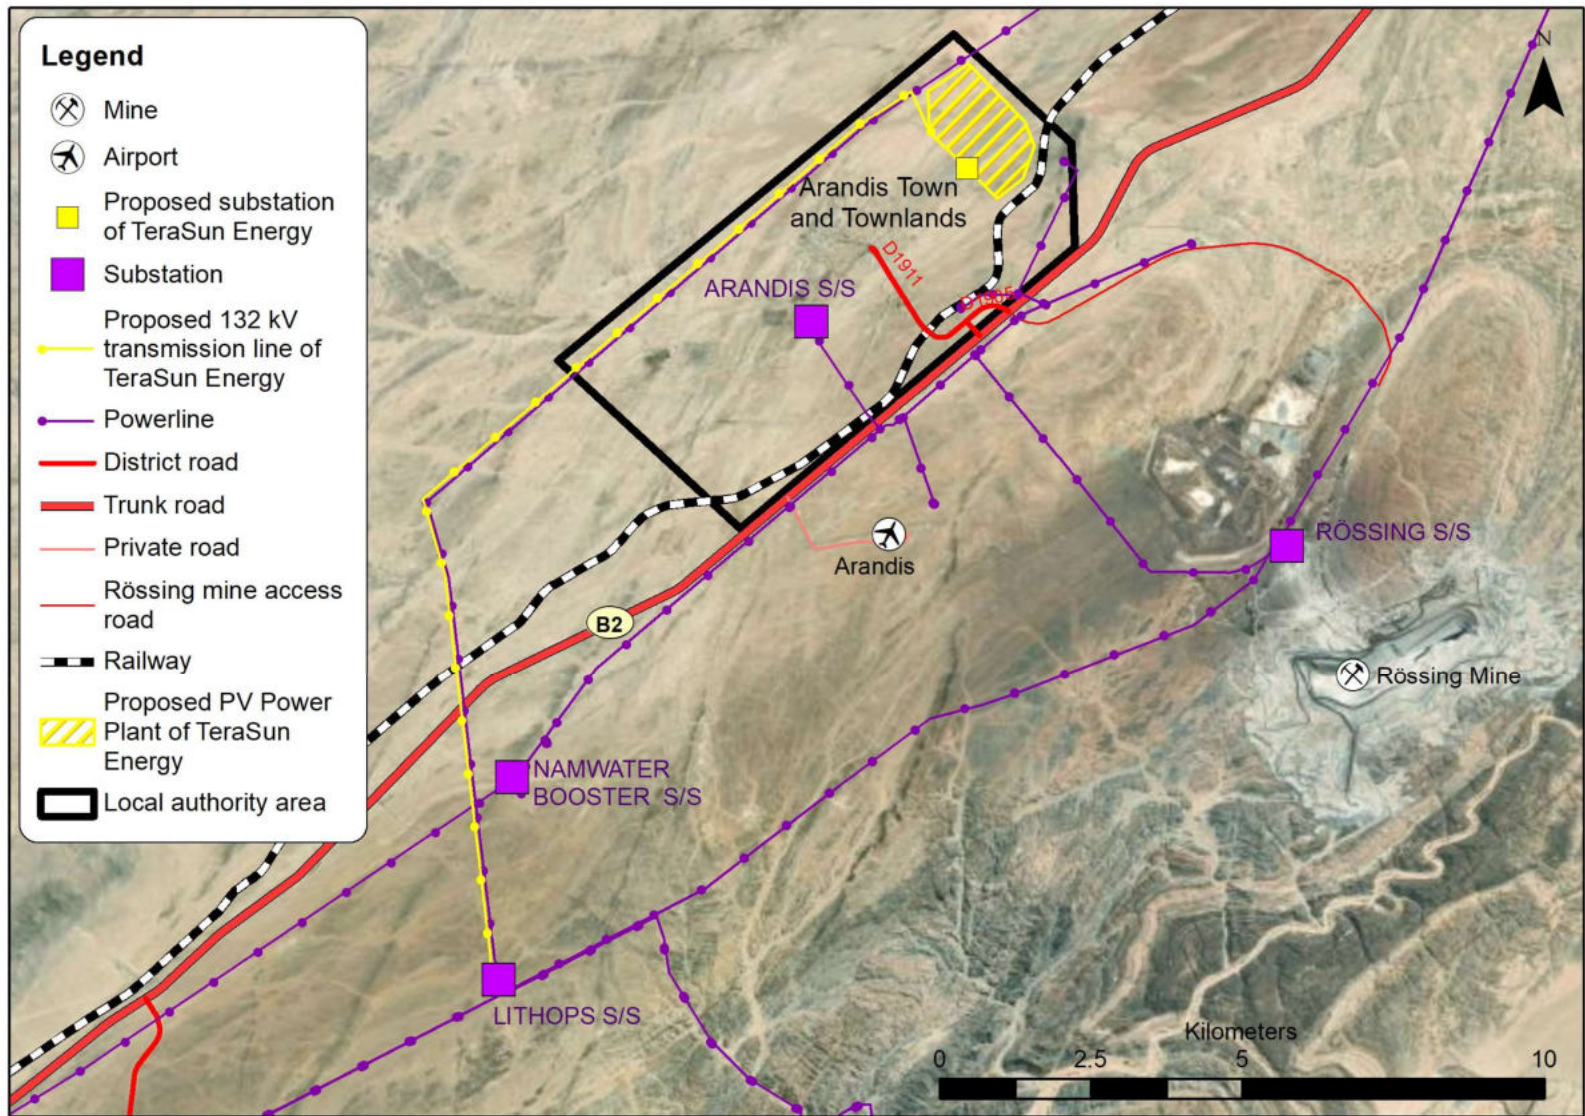 Legend
Mine
Airport
Proposed substation
of TeraSun Energy
Substation
Proposed 132 kV
transmission line of
TeraSun Energy
Powerline
District road
Trunk road
Private road
Rössing mine access
road
Railway
Proposed PV Power
Plant of TeraSun
Energy
Local authority area
N
Arandis Town
and Townlands
D1911
ARANDIS S/S
RÖSSING S/S
Arandis
B2
Rössing Mine
NAMWATER
BOOSTER S/S
LITHOPS S/S
Kilometers
0 2.5 5 10